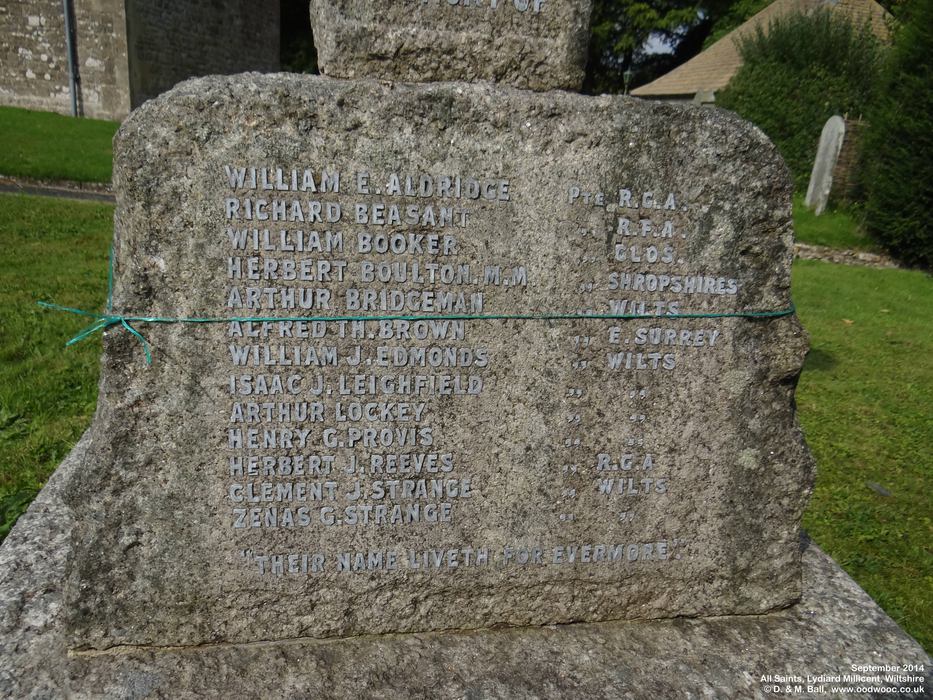 OF
WILLIAM E. ALDRIDGE Pte R.G.A.
RICHARD BEASANT „ R.F.A.
WILLIAM BOOKER „ GLOS.
HERBERT BOULTON. M.M „ SHROPSHIRES
ARTHUR BRIDGEMAN „ WILTS
ALFRED TH. BROWN „ E. SURREY
WILLIAM J. EDMONDS „ WILTS
ISAAC J. LEIGHFIELD „ „
ARTHUR LOCKEY „ „
HENRY G. PROVIS „ „
HERBERT J. REEVES „ R.G.A
CLEMENT J. STRANGE „ WILTS
ZENAS G. STRANGE „ „
"THEIR NAME LIVETH FOR EVERMORE."
September 2014
All Saints, Lydiard Millicent, Wiltshire
© D. & M. Ball, www.oodwooc.co.uk